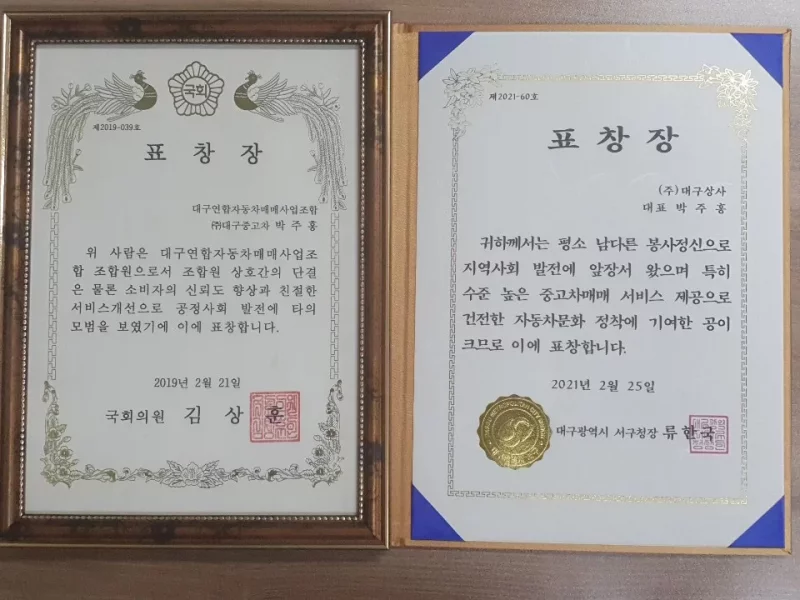 국회
제2019-039호
표 창 장
대구연합자동차매매사업조합
㈜대구중고차 박 주 홍
위 사람은 대구연합자동차매매사업조
합 조합원으로서 조합원 상호간의 단결
은 물론 소비자의 신뢰도 향상과 친절한
서비스개선으로 공정사회 발전에 타의
모범을 보였기에 이에 표창합니다.
2019년 2월 21일
국회의원 김 상 훈
제2021-60호
표 창 장
(주)대구상사
대표 박 주 홍
귀하께서는 평소 남다른 봉사정신으로
지역사회 발전에 앞장서 왔으며 특히
수준 높은 중고차매매 서비스 제공으로
건전한 자동차문화 정착에 기여한 공이
크므로 이에 표창합니다.
2021년 2월 25일
대구광역시 서구청장 류한국